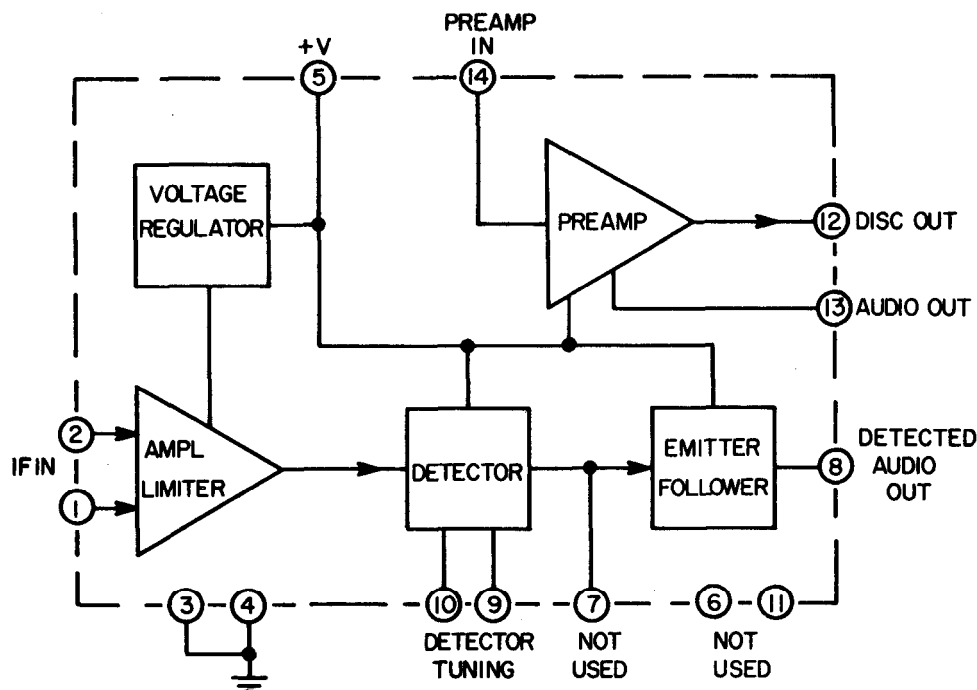 PREAMP
IN
+V
5
14
VOLTAGE
REGULATOR
PREAMP
12 DISC OUT
13 AUDIO OUT
2
IF IN
1
AMPL
LIMITER
DETECTOR
EMITTER
FOLLOWER
8
DETECTED
AUDIO
OUT
3
4
10
9
7
6
11
DETECTOR
TUNING
NOT
USED
NOT
USED